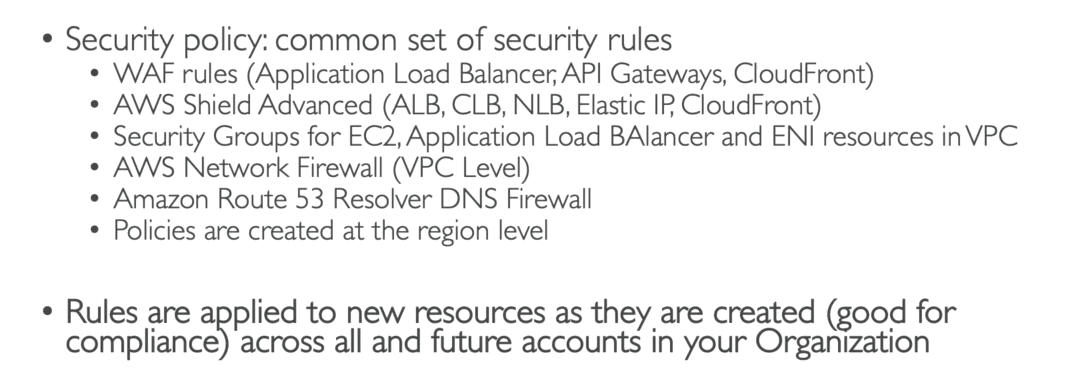 • Security policy: common set of security rules
• WAF rules (Application Load Balancer, API Gateways, CloudFront)
• AWS Shield Advanced (ALB, CLB, NLB, Elastic IP, CloudFront)
• Security Groups for EC2, Application Load BAlancer and ENI resources in VPC
• AWS Network Firewall (VPC Level)
• Amazon Route 53 Resolver DNS Firewall
• Policies are created at the region level
• Rules are applied to new resources as they are created (good for
compliance) across all and future accounts in your Organization